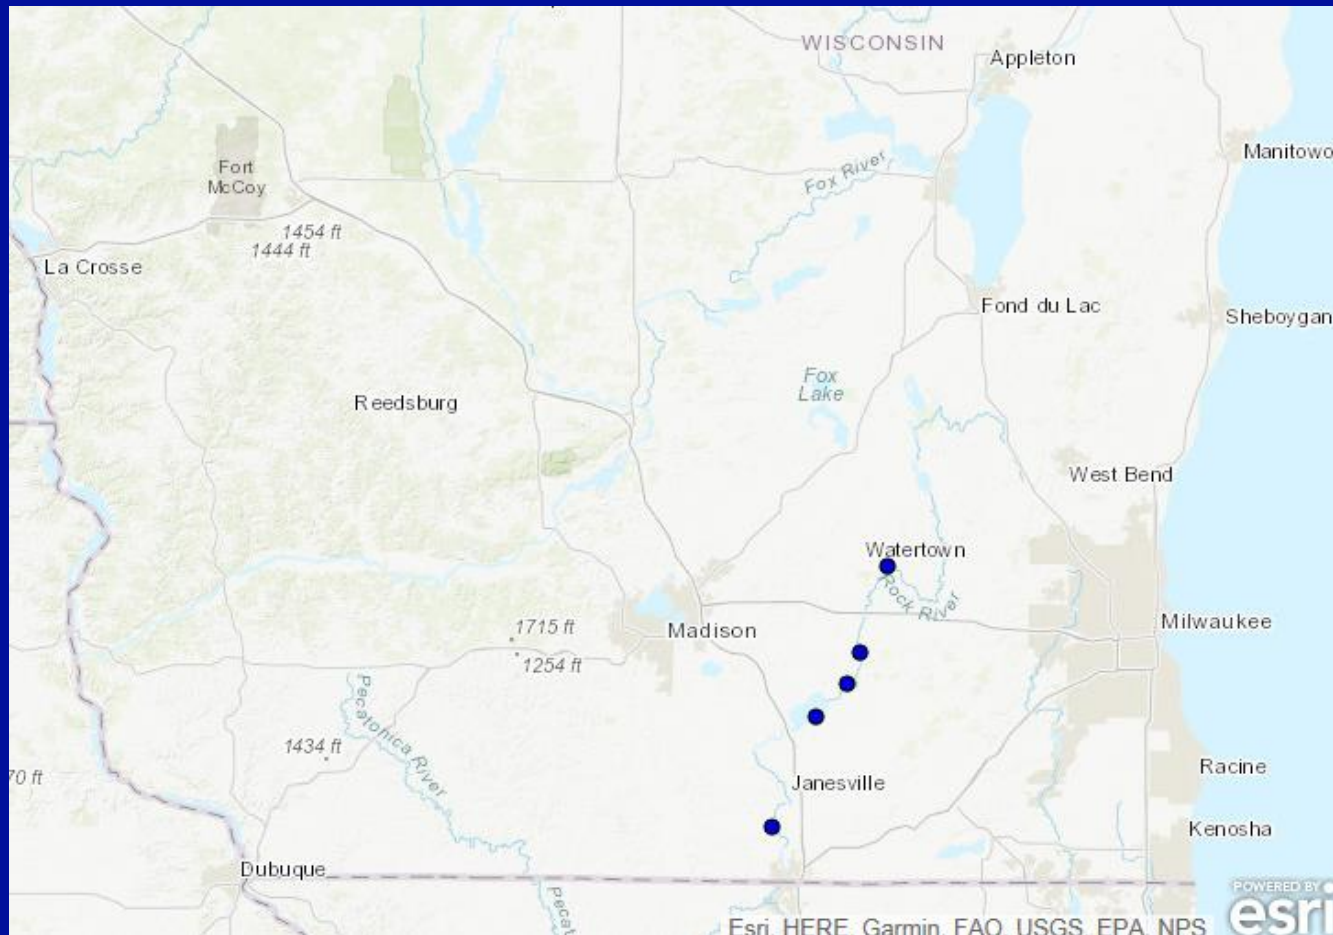 WISCONSIN
Appleton
Manitowo
Fort
McCoy
Fox River
1454 ft
1444 ft
La Crosse
Fond du Lac
Sheboygan
Fox
Lake
Reedsburg
West Bend
Watertown
Rock River
Milwaukee
Madison
1715 ft
1254 ft
Pecatonica River
1434 ft
70 ft
Racine
Janesville
Kenosha
Dubuque
Pecat
POWERED BY
esri
Esri, HERE, Garmin, FAO, USGS, EPA, NPS